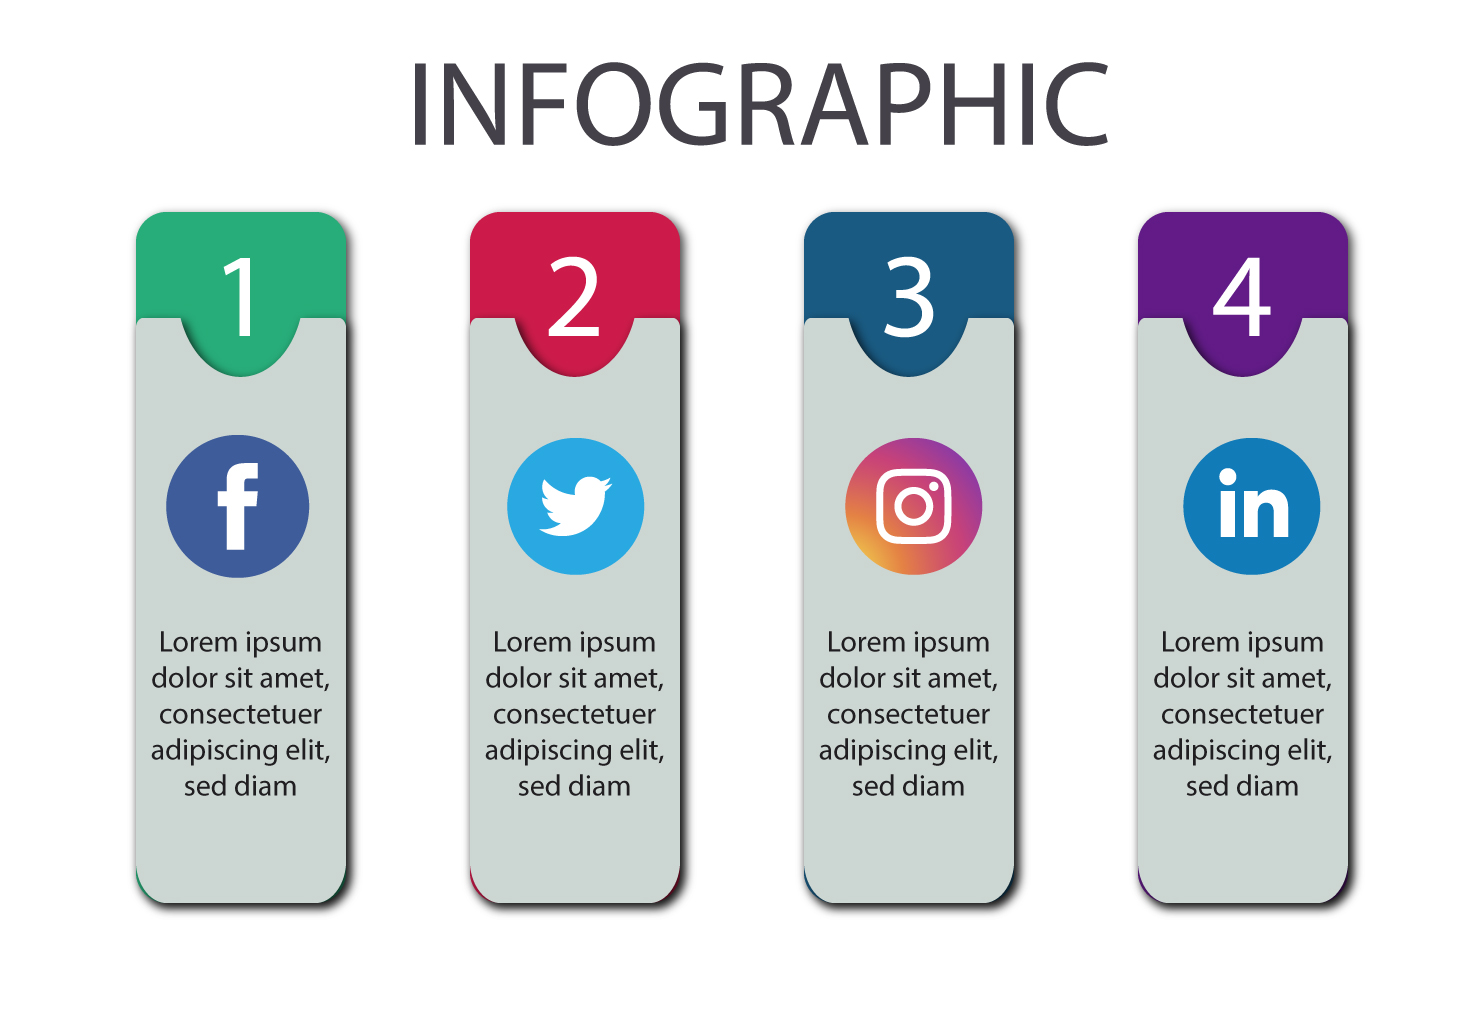 INFOGRAPHIC
1
2
3
4
f
in
Lorem ipsum
dolor sit amet,
consectetuer
adipiscing elit,
sed diam
Lorem ipsum
dolor sit amet,
consectetuer
adipiscing elit,
sed diam
Lorem ipsum
dolor sit amet,
consectetuer
adipiscing elit,
sed diam
Lorem ipsum
dolor sit amet,
consectetuer
adipiscing elit,
sed diam